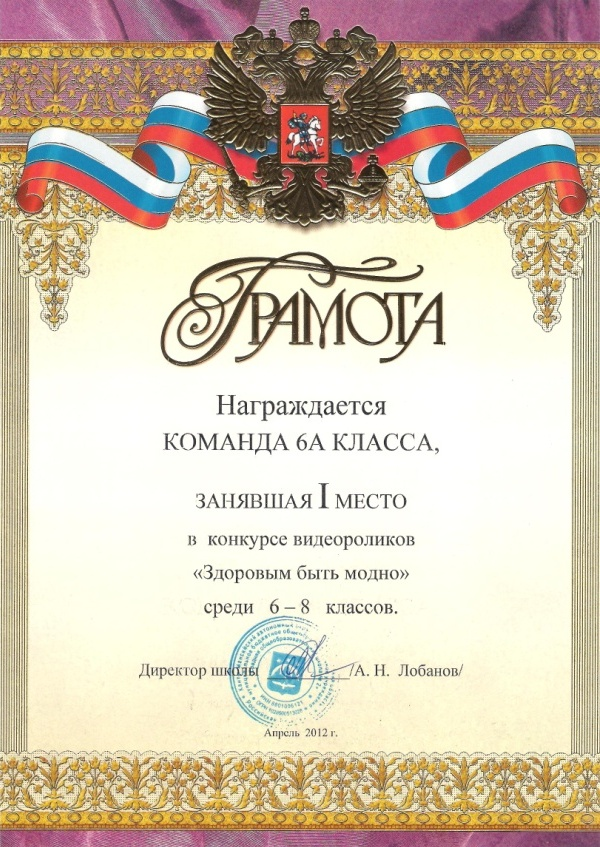 Грамота
Награждается
КОМАНДА 6А КЛАССА,
ЗАНЯВШАЯ I МЕСТО
в конкурсе видеороликов
«Здоровым быть модно»
среди 6 – 8 классов.
Директор школы /А. Н. Лобанов/
Апрель 2012 г.